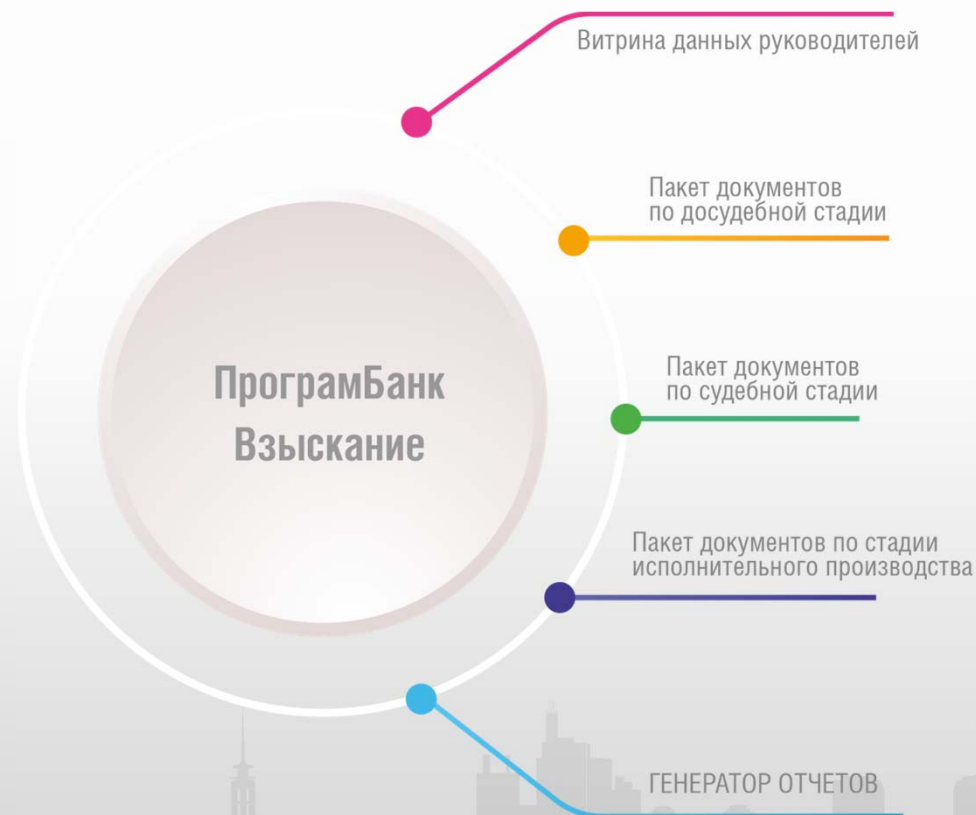 Витрина данных руководителей
Пакет документов
по досудебной стадии
ПрограмБанк
Взыскание
Пакет документов
по судебной стадии
Пакет документов по стадии
исполнительного производства
ГЕНЕРАТОР ОТЧЕТОВ